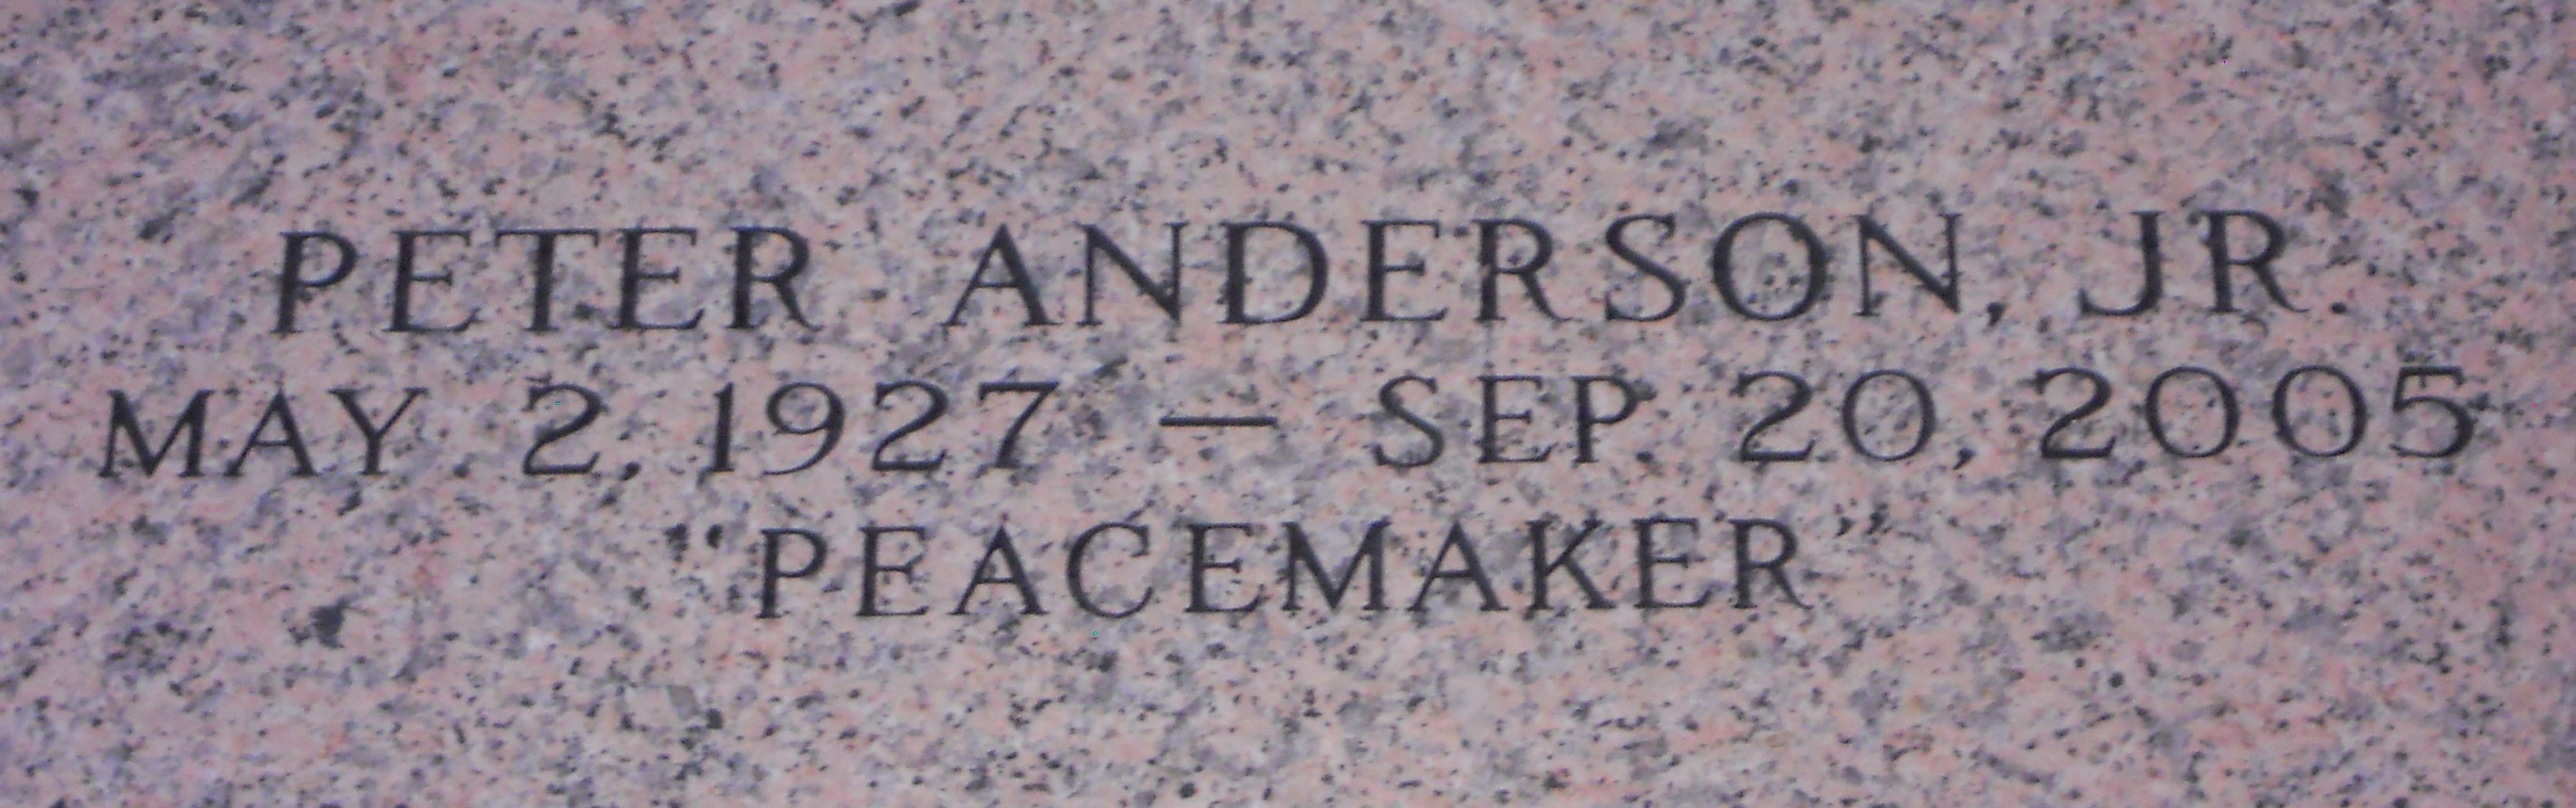 PETER ANDERSON, JR.
MAY 2, 1927 — SEP. 20, 2005
“PEACEMAKER”